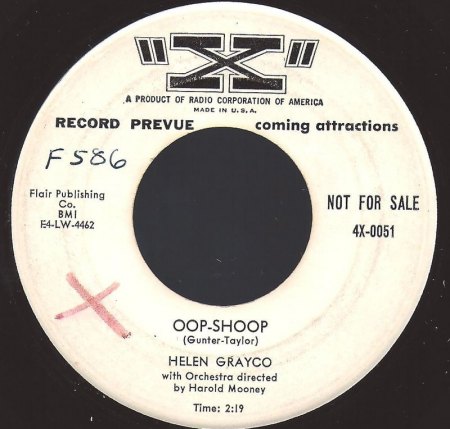 "X"
A PRODUCT OF RADIO CORPORATION OF AMERICA
MADE IN U.S.A.
RECORD PREVUE coming attractions
F586
Flair Publishing
Co.
BMI
E4-LW-4462
NOT FOR SALE
4X-0051
X
OOP-SHOOP
(Gunter-Taylor)
HELEN GRAYCO
with Orchestra directed
by Harold Mooney
Time: 2:19